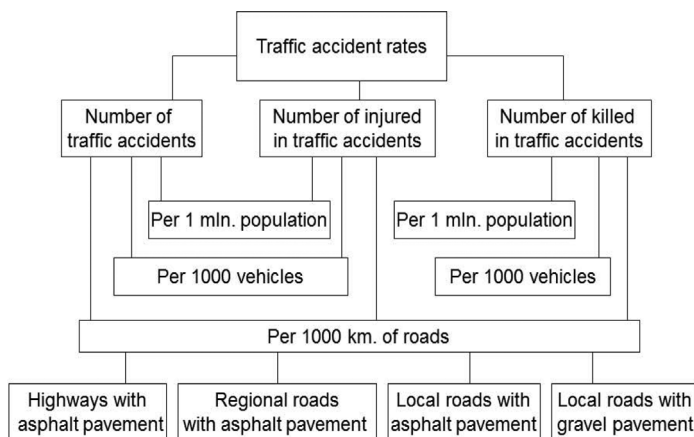 Traffic accident rates
Number of
traffic accidents
Number of injured
in traffic accidents
Number of killed
in traffic accidents
Per 1 mln. population
Per 1 mln. population
Per 1000 vehicles
Per 1000 vehicles
Per 1000 km. of roads
Highways with
asphalt pavement
Regional roads
with asphalt pavement
Local roads with
asphalt pavement
Local roads with
gravel pavement